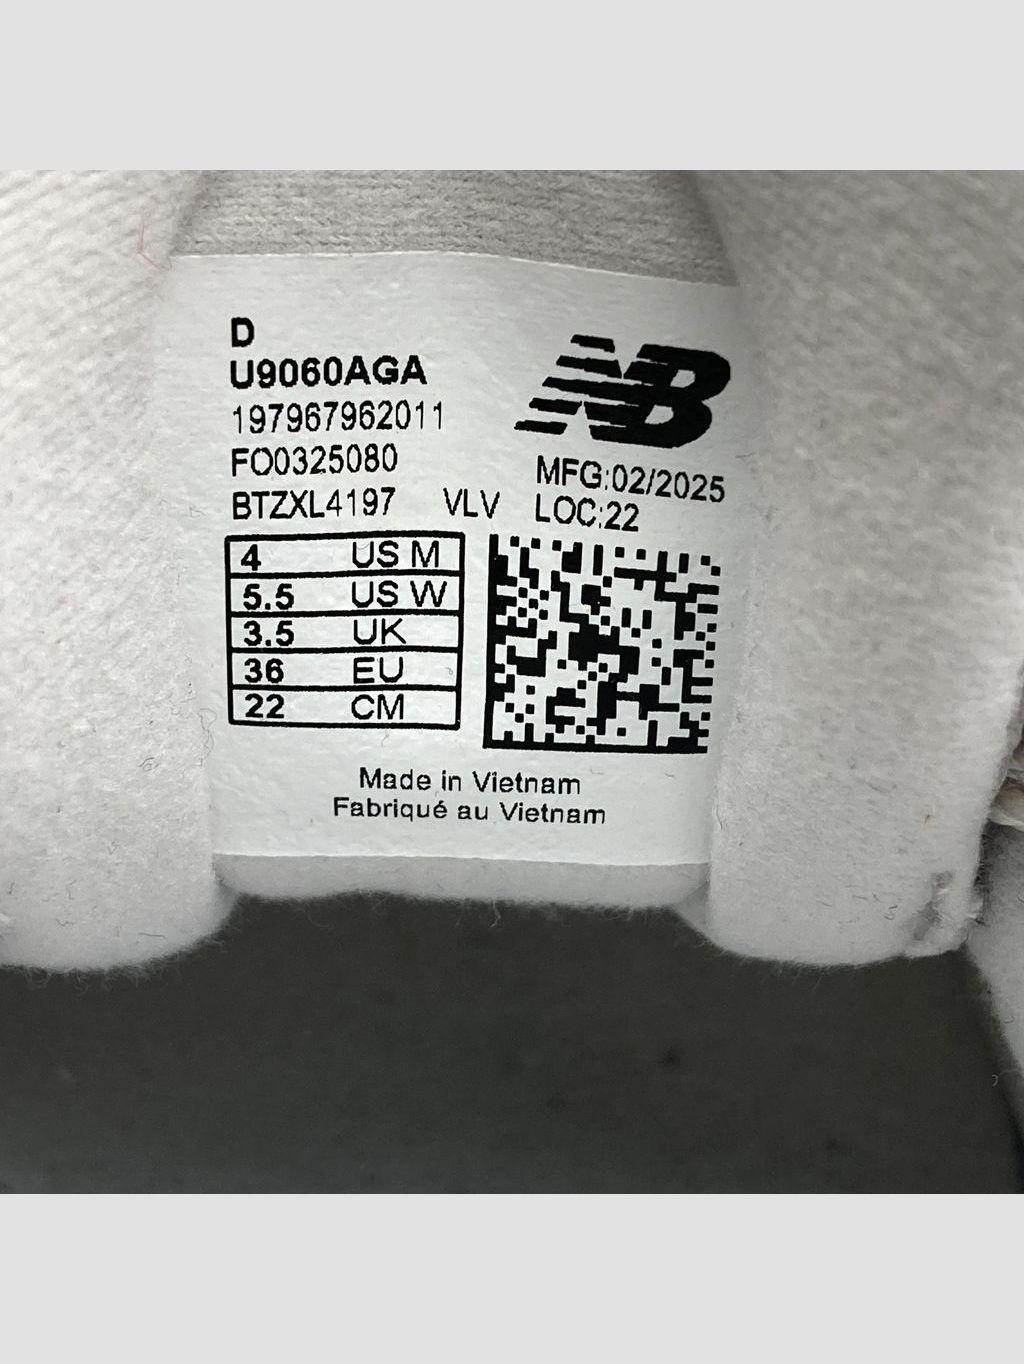 D
U9060AGA
197967962011
FO0325080
BTZXL4197 VLV
NB
MFG:02/2025
LOC:22
4 US M
5.5 US W
3.5 UK
36 EU
22 CM
Made in Vietnam
Fabriqué au Vietnam